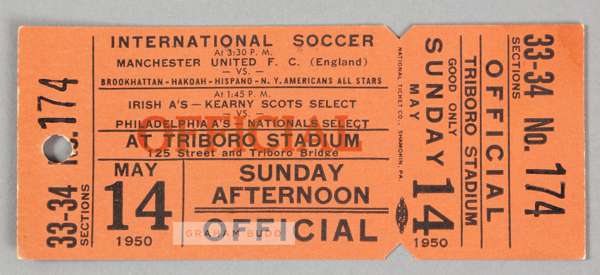 33-34 No. 174
SECTIONS
INTERNATIONAL SOCCER
At 3:30 P. M.
MANCHESTER UNITED F. C. (England)
- VS. -
BROOKHATTAN - HAKOAH - HISPANO - N.Y. AMERICANS ALL STARS
At 1:45 P. M.
IRISH A'S - KEARNY SCOTS SELECT
VS.
PHILADELPHIA A'S - NATIONALS SELECT
OFFICIAL
AT TRIBORO STADIUM
125 Street and Triboro Bridge
MAY
14
1950
SUNDAY
AFTERNOON
OFFICIAL
GRAHAM BUDD
NATIONAL TICKET CO., SHAMOKIN, PA.
SUNDAY
MAY
14
1950
GOOD ONLY
TRIBORO STADIUM
OFFICIAL
SECTIONS
33-34 No. 174